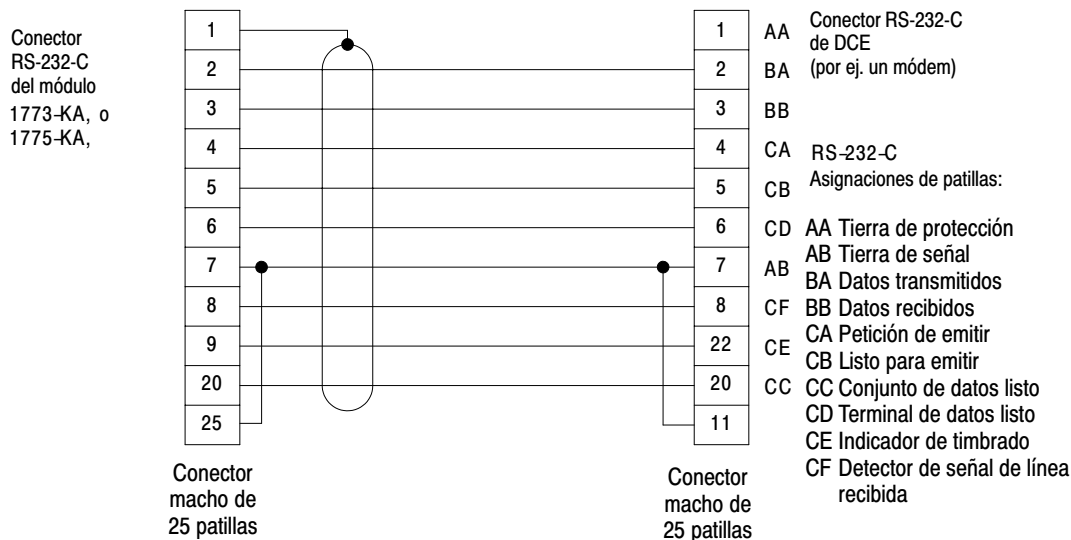 Conector
RS-232-C
del módulo
1773-KA, o
1775-KA,
1
2
3
4
5
6
7
8
9
20
25
Conector
macho de
25 patillas
1
2
3
4
5
6
7
8
22
20
11
Conector
macho de
25 patillas
AA
BA
BB
CA
CB
CD
AB
CF
CE
CC
Conector RS-232-C
de DCE
(por ej. un módem)
RS-232-C
Asignaciones de patillas:
AA Tierra de protección
AB Tierra de señal
BA Datos transmitidos
BB Datos recibidos
CA Petición de emitir
CB Listo para emitir
CC Conjunto de datos listo
CD Terminal de datos listo
CE Indicador de timbrado
CF Detector de señal de línea
recibida